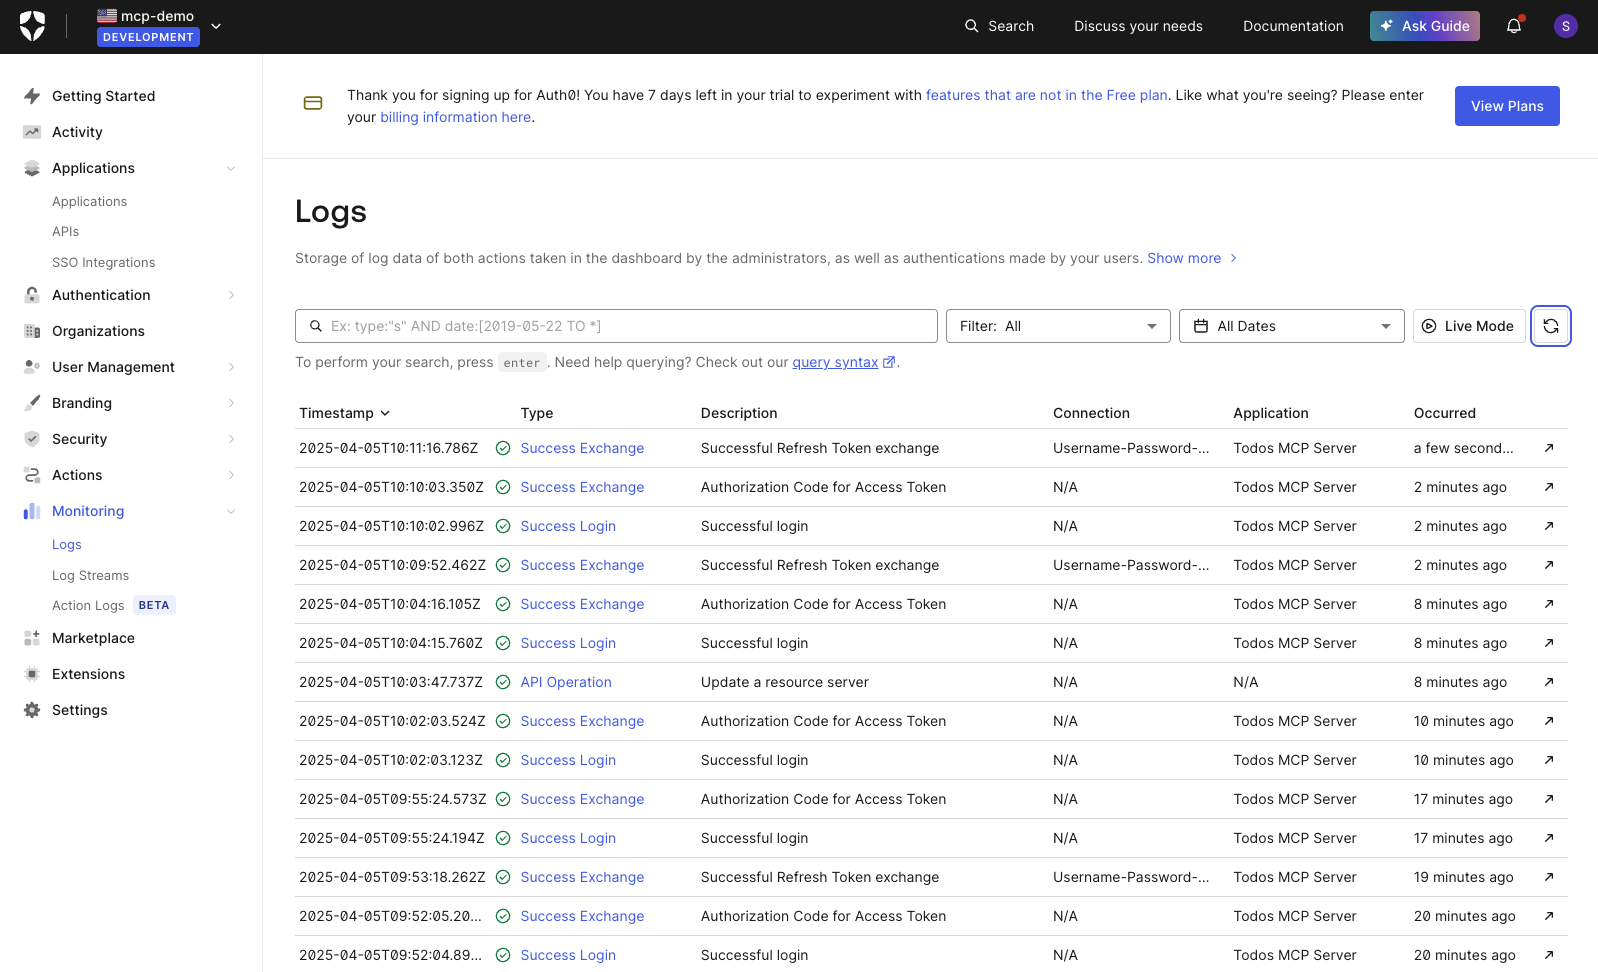 mcp-demo
DEVELOPMENT
Search
Discuss your needs
Documentation
Ask Guide
S
Getting Started
Activity
Applications
Applications
APIs
SSO Integrations
Authentication
Organizations
User Management
Branding
Security
Actions
Monitoring
Logs
Log Streams
Action Logs BETA
Marketplace
Extensions
Settings
Thank you for signing up for Auth0! You have 7 days left in your trial to experiment with features that are not in the Free plan. Like what you're seeing? Please enter
your billing information here.
View Plans
Logs
Storage of log data of both actions taken in the dashboard by the administrators, as well as authentications made by your users. Show more
Ex: type:"s" AND date:[2019-05-22 TO *]
Filter: All
All Dates
Live Mode
To perform your search, press enter. Need help querying? Check out our query syntax.
Timestamp Type Description Connection Application Occurred
2025-04-05T10:11:16.786Z Success Exchange Successful Refresh Token exchange Username-Password-... Todos MCP Server a few second...
2025-04-05T10:10:03.350Z Success Exchange Authorization Code for Access Token N/A Todos MCP Server 2 minutes ago
2025-04-05T10:10:02.996Z Success Login Successful login N/A Todos MCP Server 2 minutes ago
2025-04-05T10:09:52.462Z Success Exchange Successful Refresh Token exchange Username-Password-... Todos MCP Server 2 minutes ago
2025-04-05T10:04:16.105Z Success Exchange Authorization Code for Access Token N/A Todos MCP Server 8 minutes ago
2025-04-05T10:04:15.760Z Success Login Successful login N/A Todos MCP Server 8 minutes ago
2025-04-05T10:03:47.737Z API Operation Update a resource server N/A N/A 8 minutes ago
2025-04-05T10:02:03.524Z Success Exchange Authorization Code for Access Token N/A Todos MCP Server 10 minutes ago
2025-04-05T10:02:03.123Z Success Login Successful login N/A Todos MCP Server 10 minutes ago
2025-04-05T09:55:24.573Z Success Exchange Authorization Code for Access Token N/A Todos MCP Server 17 minutes ago
2025-04-05T09:55:24.194Z Success Login Successful login N/A Todos MCP Server 17 minutes ago
2025-04-05T09:53:18.262Z Success Exchange Successful Refresh Token exchange Username-Password-... Todos MCP Server 19 minutes ago
2025-04-05T09:52:05.20... Success Exchange Authorization Code for Access Token N/A Todos MCP Server 20 minutes ago
2025-04-05T09:52:04.89... Success Login Successful login N/A Todos MCP Server 20 minutes ago